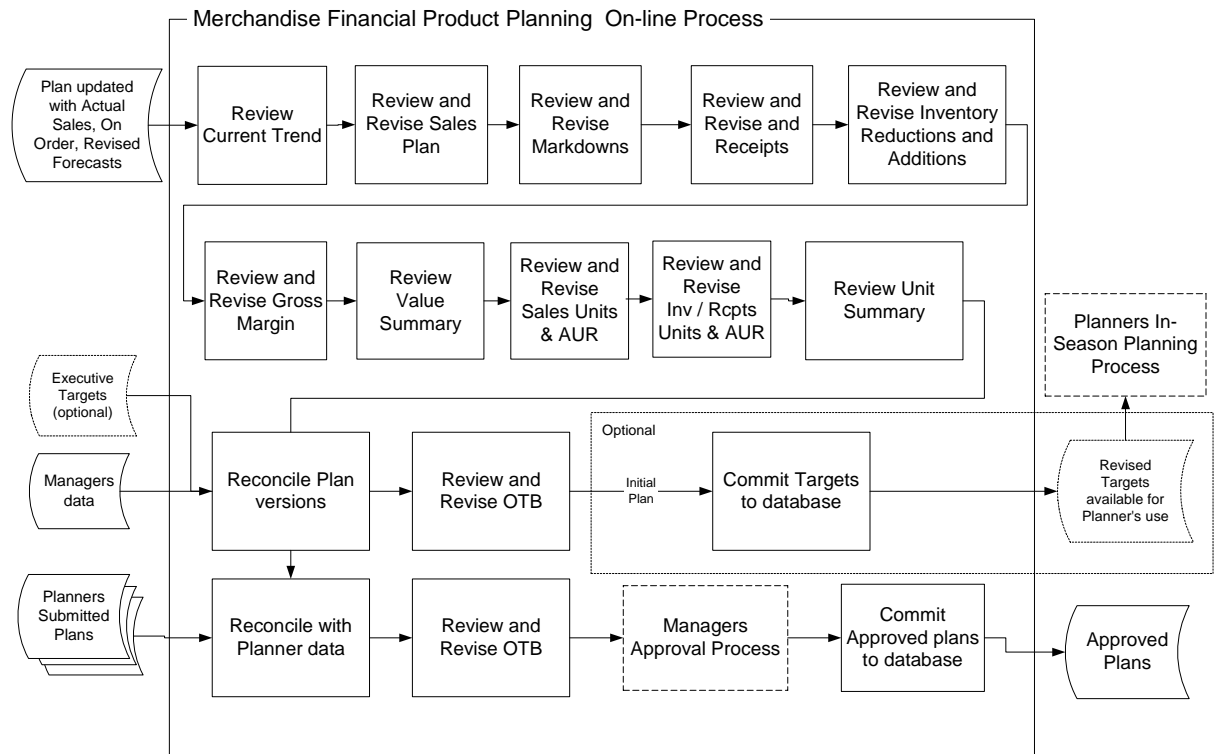 Merchandise Financial Product Planning On-line Process
Plan updated
with Actual
Sales, On
Order, Revised
Forecasts
Review
Current Trend
Review and
Revise Sales
Plan
Review and
Revise
Markdowns
Review and
Revise and
Receipts
Review and
Revise Inventory
Reductions and
Additions
Review and
Revise Gross
Margin
Review
Value
Summary
Review and
Revise
Sales Units
& AUR
Review and
Revise
Inv / Rcpts
Units & AUR
Review Unit
Summary
Planners In-
Season Planning
Process
Executive
Targets
(optional)
Managers
data
Reconcile Plan
versions
Review and
Revise OTB
Optional
Initial
Plan
Commit Targets
to database
Revised
Targets
available for
Planner's use
Planners
Submitted
Plans
Reconcile with
Planner data
Review and
Revise OTB
Managers
Approval Process
Commit
Approved plans
to database
Approved
Plans